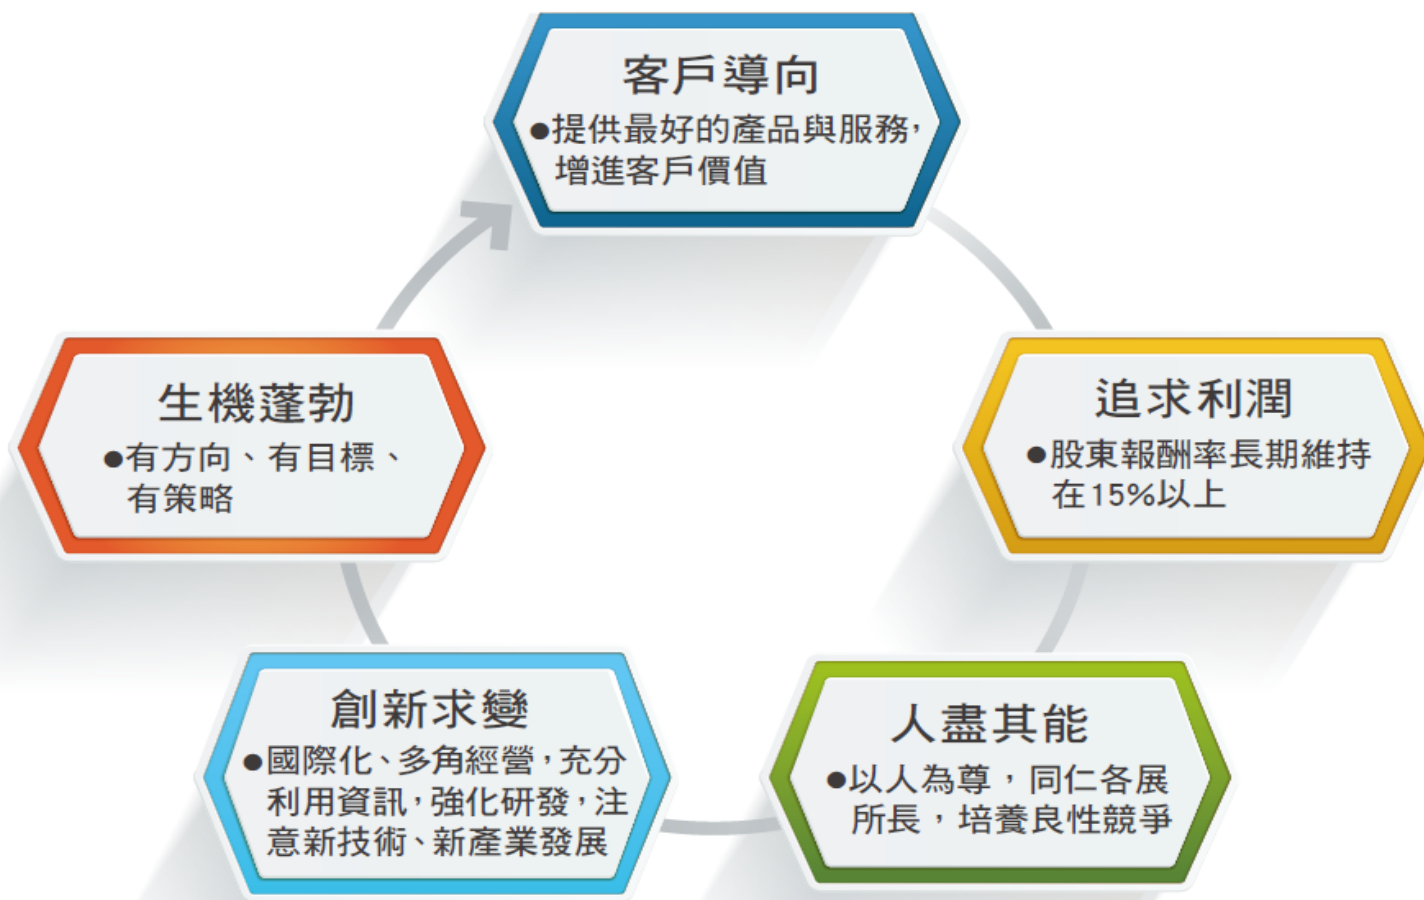 客戶導向
●提供最好的產品與服務，
增進客戶價值
生機蓬勃
●有方向、有目標、
有策略
追求利潤
●股東報酬率長期維持
在15%以上
創新求變
●國際化、多角經營，充分
利用資訊，強化研發，注
意新技術、新產業發展
人盡其能
●以人為尊，同仁各展
所長，培養良性競爭